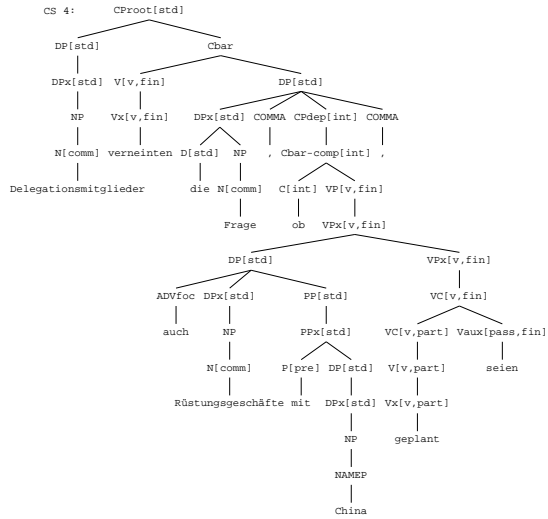 CS 4: CProot[std]
DP[std] Cbar
DPx[std] V[v,fin] DP[std]
NP Vx[v,fin] DPx[std] COMMA CPdep[int] COMMA
N[comm] verneinten D[std] NP , Cbar-comp[int] ,
Delegationsmitglieder die N[comm] C[int] VP[v,fin]
Frage ob VPx[v,fin]
DP[std] VPx[v,fin]
ADVfoc DPx[std] PP[std] VC[v,fin]
auch NP PPx[std] VC[v,part] Vaux[pass,fin]
N[comm] P[pre] DP[std] V[v,part] seien
Rüstungsgeschäfte mit DPx[std] Vx[v,part]
NP geplant
NAMEP
China